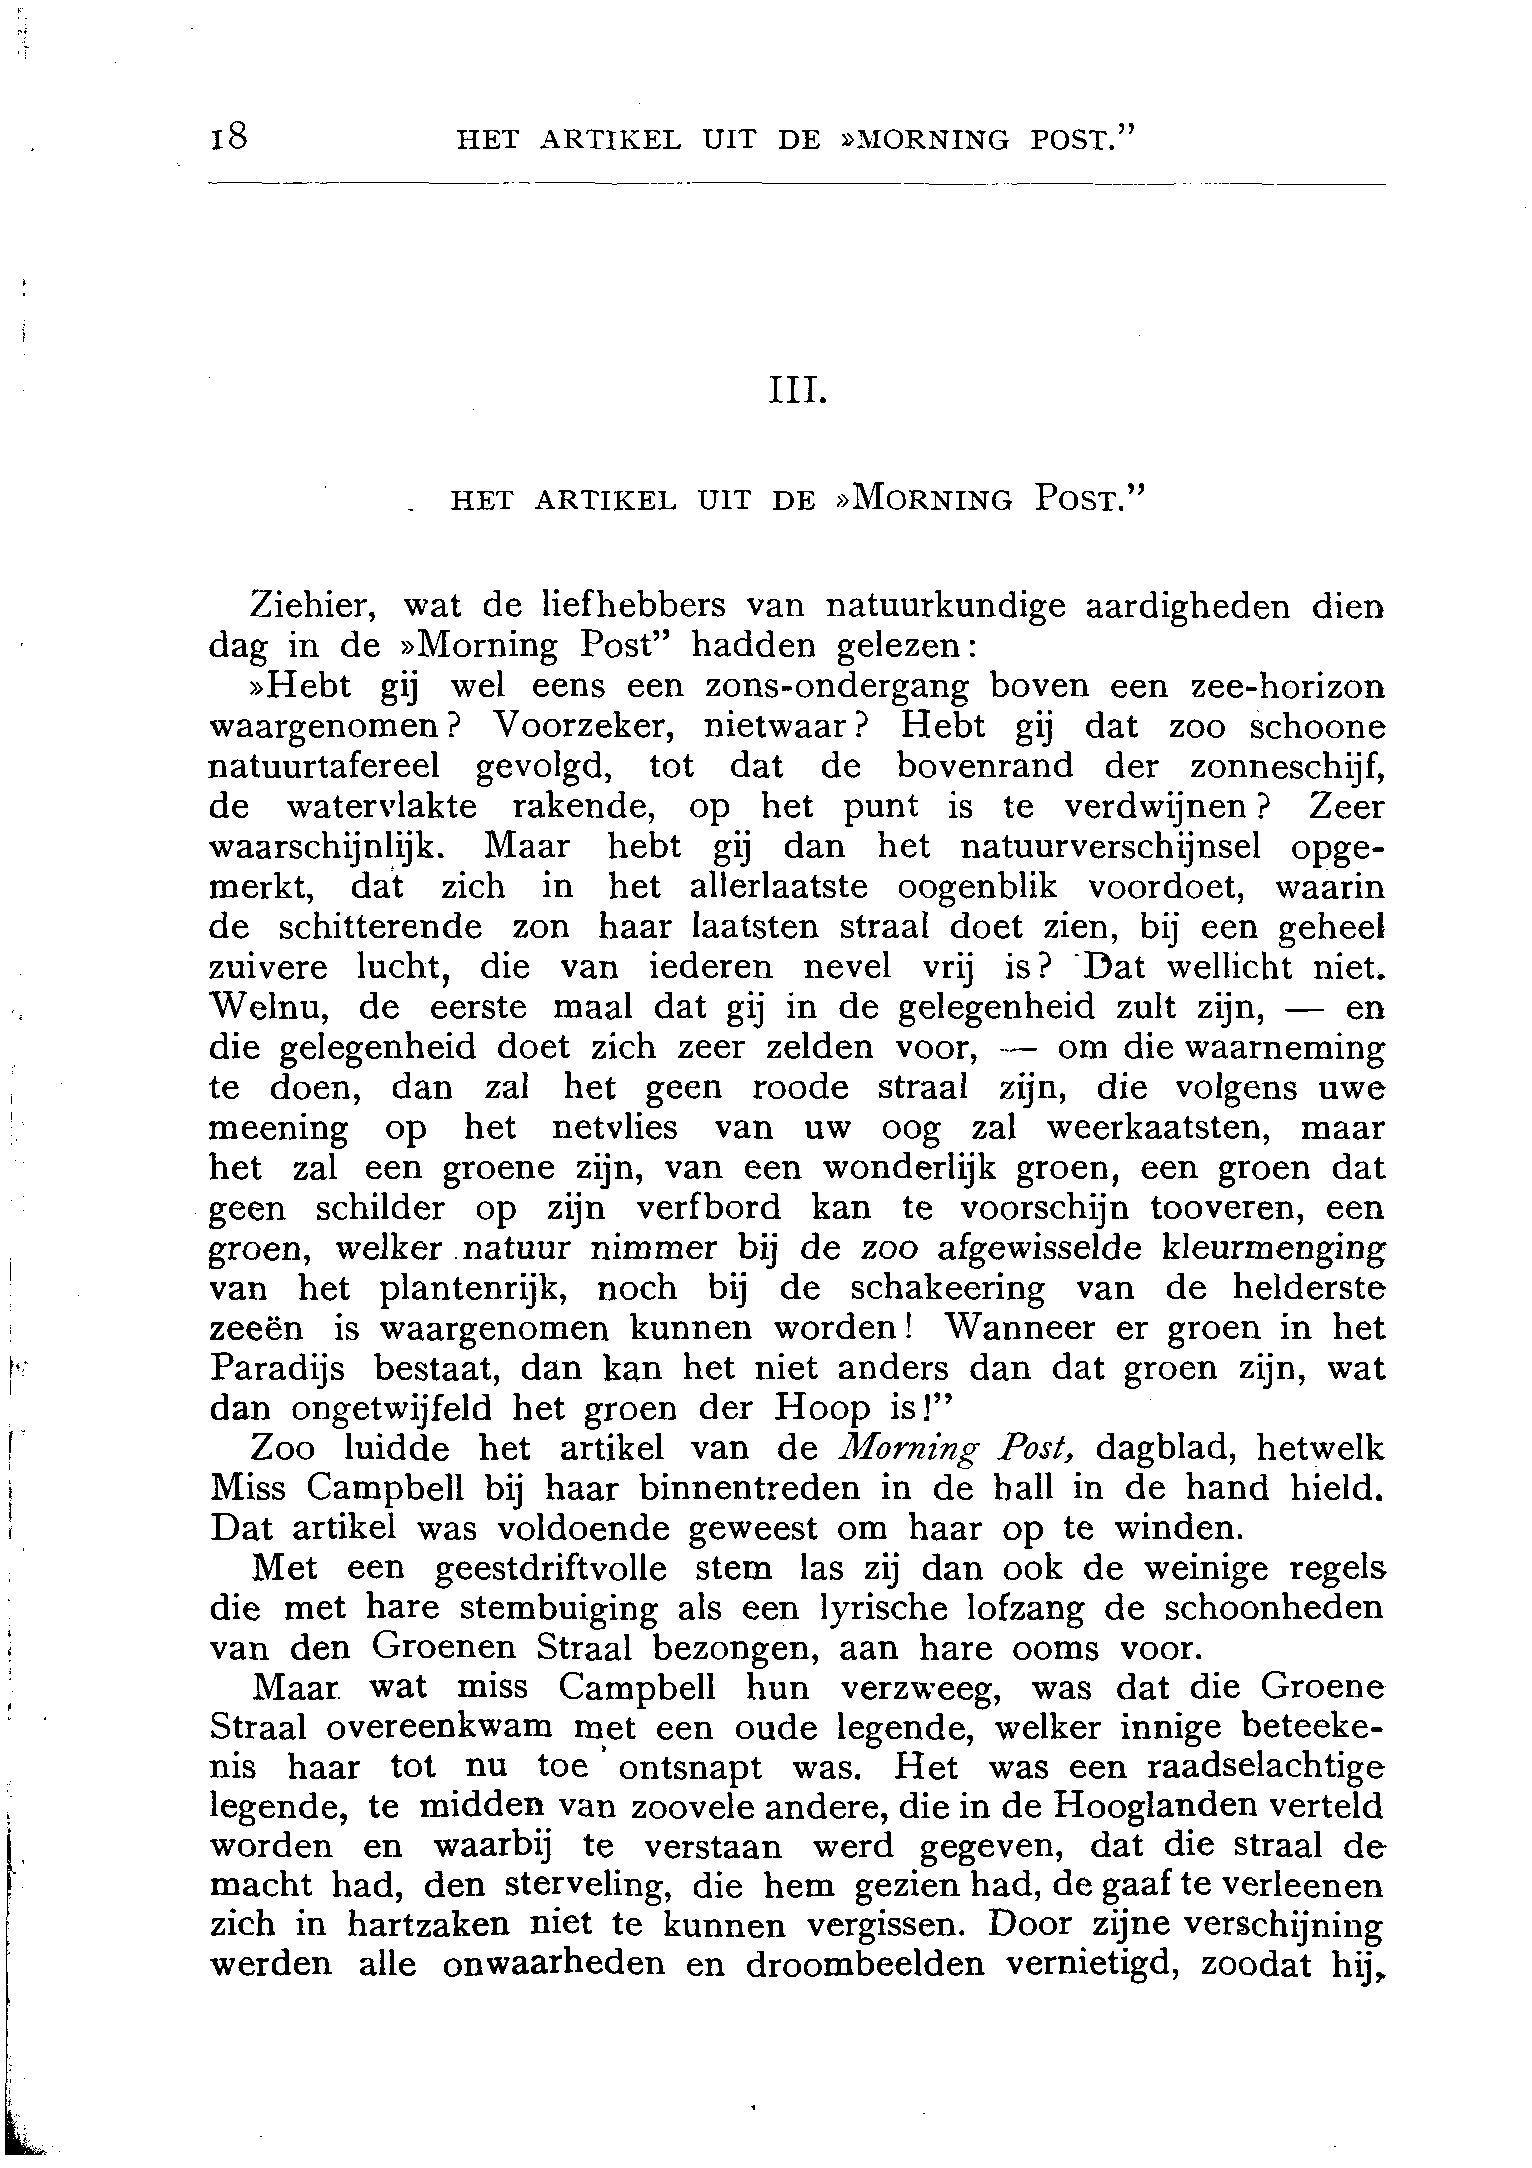 18 HET ARTIKEL UIT DE »MORNING POST.”
III.
HET ARTIKEL UIT DE »MORNING POST.”
Ziehier, wat de liefhebbers van natuurkundige aardigheden dien
dag in de »Morning Post” hadden gelezen:
»Hebt gij wel eens een zons-ondergang boven een zee-horizon
waargenomen? Voorzeker, nietwaar? Hebt gij dat zoo schoone
natuurtafereel gevolgd, tot dat de bovenrand der zonneschijf,
de watervlakte rakende, op het punt is te verdwijnen? Zeer
waarschijnlijk. Maar hebt gij dan het natuurverschijnsel opge-
merkt, dat zich in het allerlaatste oogenblik voordoet, waarin
de schitterende zon haar laatsten straal doet zien, bij een geheel
zuivere lucht, die van iederen nevel vrij is? Dat wellicht niet.
Welnu, de eerste maal dat gij in de gelegenheid zult zijn, — en
die gelegenheid doet zich zeer zelden voor, — om die waarneming
te doen, dan zal het geen roode straal zijn, die volgens uwe
meening op het netvlies van uw oog zal weerkaatsten, maar
het zal een groene zijn, van een wonderlijk groen, een groen dat
geen schilder op zijn verfbord kan te voorschijn tooveren, een
groen, welker natuur nimmer bij de zoo afgewisselde kleurmenging
van het plantenrijk, noch bij de schakeering van de helderste
zeeën is waargenomen kunnen worden! Wanneer er groen in het
Paradijs bestaat, dan kan het niet anders dan dat groen zijn, wat
dan ongetwijfeld het groen der Hoop is!”
Zoo luidde het artikel van de Morning Post, dagblad, hetwelk
Miss Campbell bij haar binnentreden in de hall in de hand hield.
Dat artikel was voldoende geweest om haar op te winden.
Met een geestdriftvolle stem las zij dan ook de weinige regels
die met hare stembuiging als een lyrische lofzang de schoonheden
van den Groenen Straal bezongen, aan hare ooms voor.
Maar wat miss Campbell hun verzweeg, was dat die Groene
Straal overeenkwam met een oude legende, welker innige beteeke-
nis haar tot nu toe ontsnapt was. Het was een raadselachtige
legende, te midden van zoovele andere, die in de Hooglanden verteld
worden en waarbij te verstaan werd gegeven, dat die straal de
macht had, den sterveling, die hem gezien had, de gaaf te verleenen
zich in hartzaken niet te kunnen vergissen. Door zijne verschijning
werden alle onwaarheden en droombeelden vernietigd, zoodat hij,